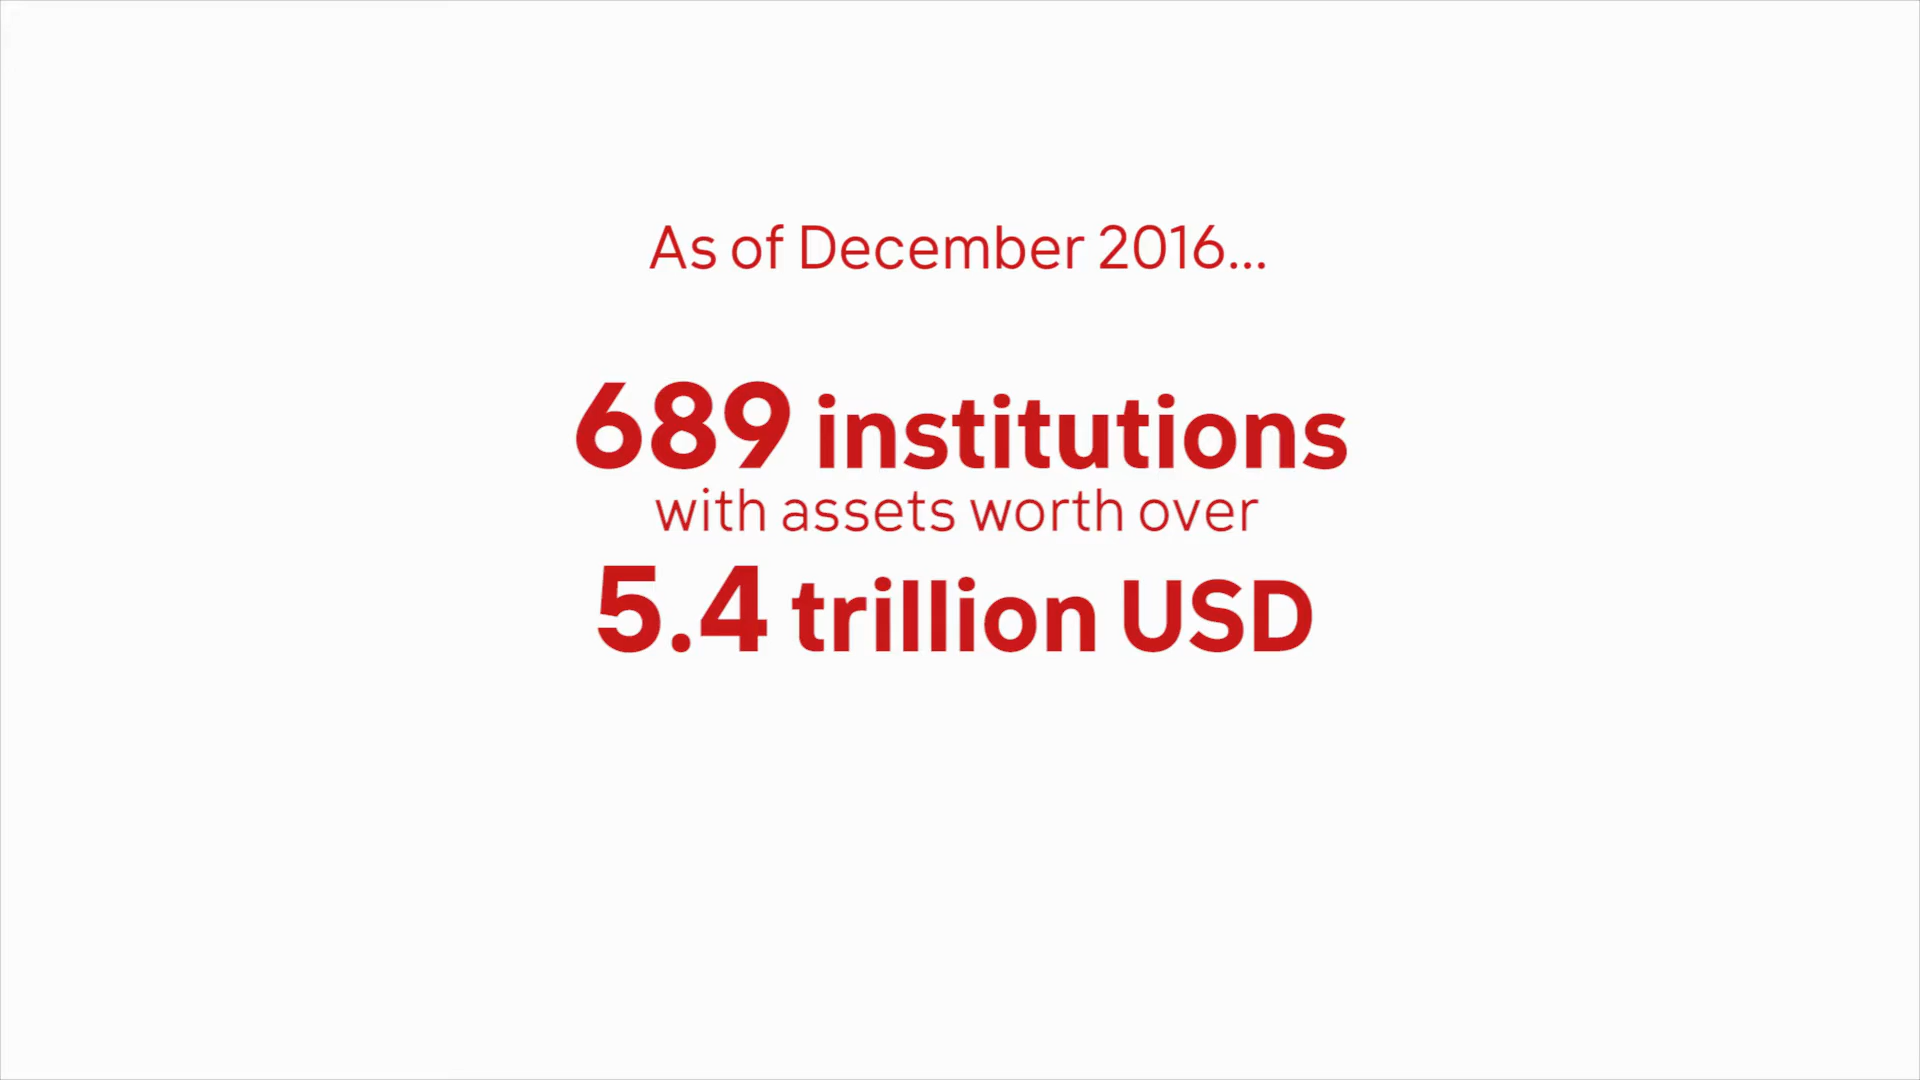 As of December 2016...
689 institutions
with assets worth over
5.4 trillion USD